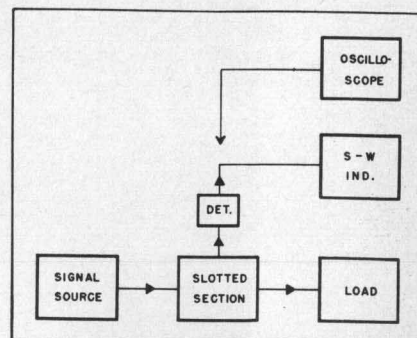 OSCILLO-
SCOPE
S-W
IND.
DET.
SIGNAL
SOURCE
SLOTTED
SECTION
LOAD